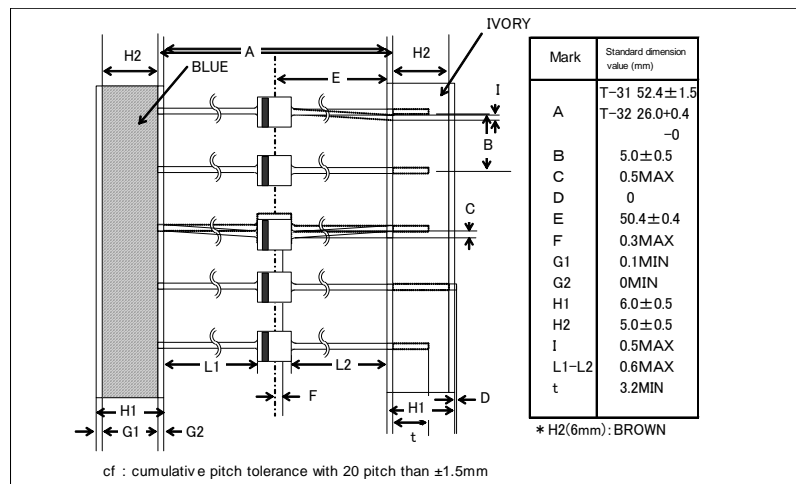 IVORY
H2
A
H2
BLUE
E
I
B
C
L1
L2
F
H1
H1
D
G1
G2
t
cf : cumulative pitch tolerance with 20 pitch than ±1.5mm
Mark Standard dimension value (mm)
A T-31 52.4±1.5
T-32 26.0+0.4
-0
B 5.0±0.5
C 0.5MAX
D 0
E 50.4±0.4
F 0.3MAX
G1 0.1MIN
G2 0MIN
H1 6.0±0.5
H2 5.0±0.5
I 0.5MAX
L1-L2 0.6MAX
t 3.2MIN
* H2(6mm): BROWN